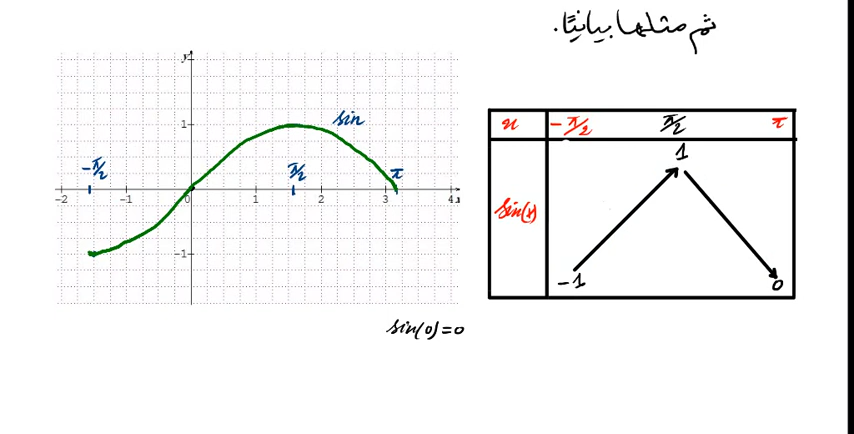 ثم مثلها بيانيًا.
y
1
sin
-π/2
π/2
π
-2
-1
0
1
2
3
4
x
-1
sin(0)=0
x
-π/2
π/2
π
sin(x)
1
-1
0